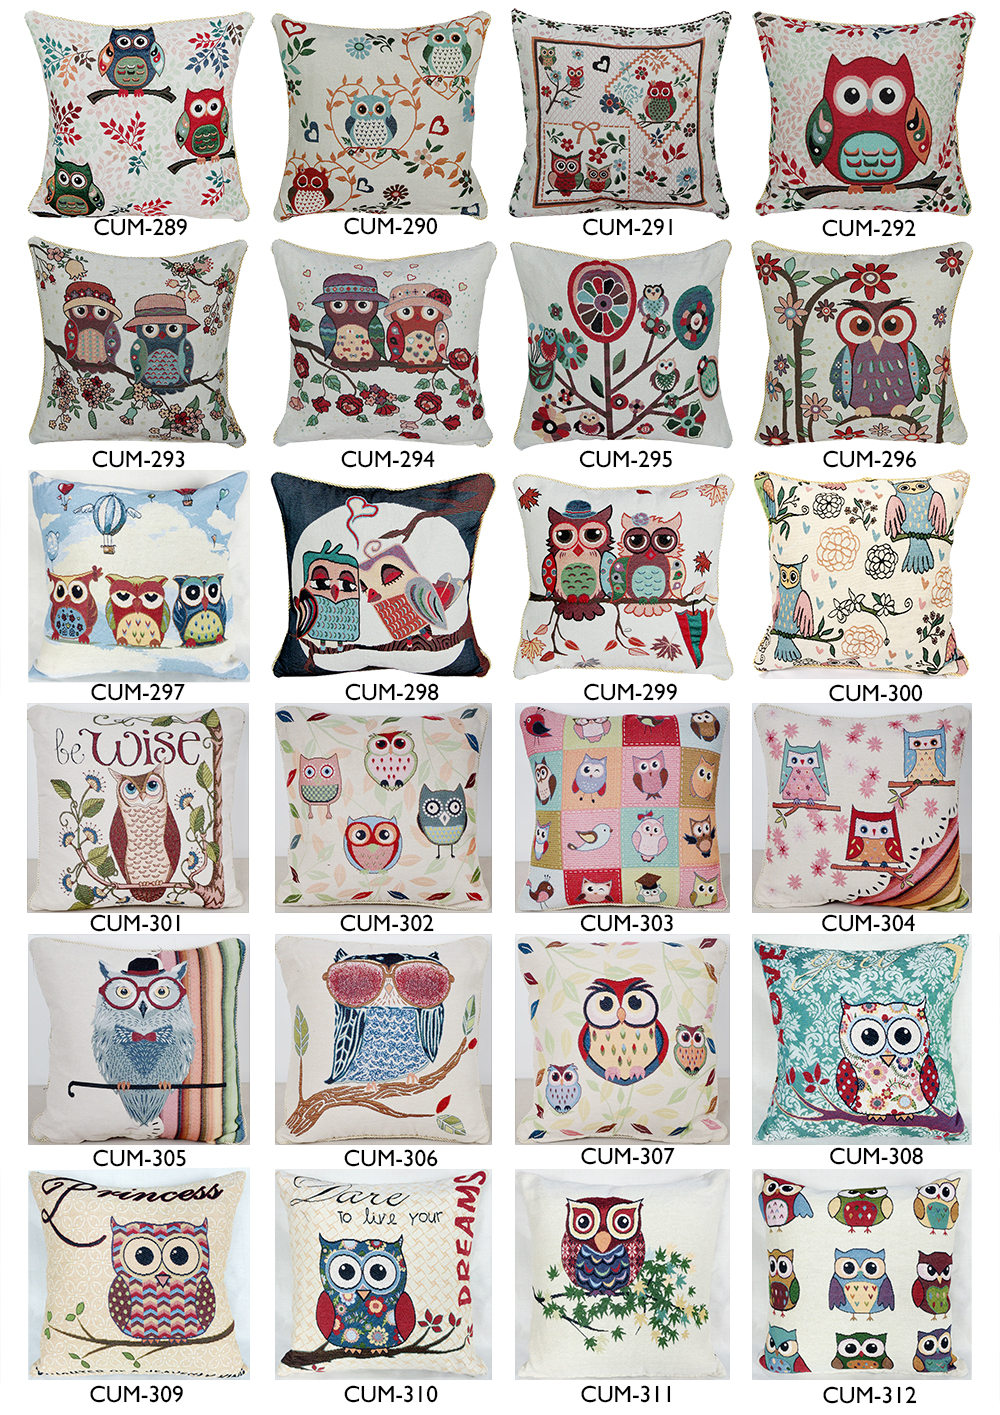 CUM-289 CUM-290 CUM-291 CUM-292
CUM-293 CUM-294 CUM-295 CUM-296
CUM-297 CUM-298 CUM-299 CUM-300
be Wise
CUM-301 CUM-302 CUM-303 CUM-304
CUM-305 CUM-306 CUM-307 CUM-308
Princess
CUM-309
Dare
to live your
DREAMS
CUM-310 CUM-311 CUM-312